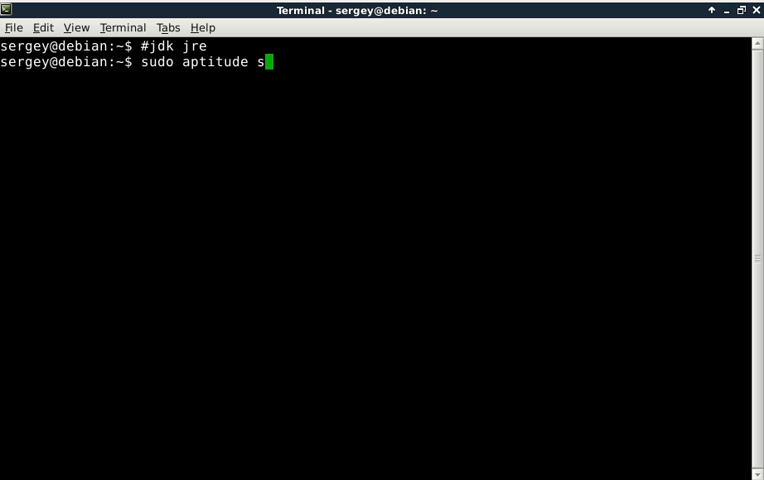 Terminal - sergey@debian: ~
File Edit View Terminal Tabs Help
sergey@debian:~$ #jdk jre
sergey@debian:~$ sudo aptitude s